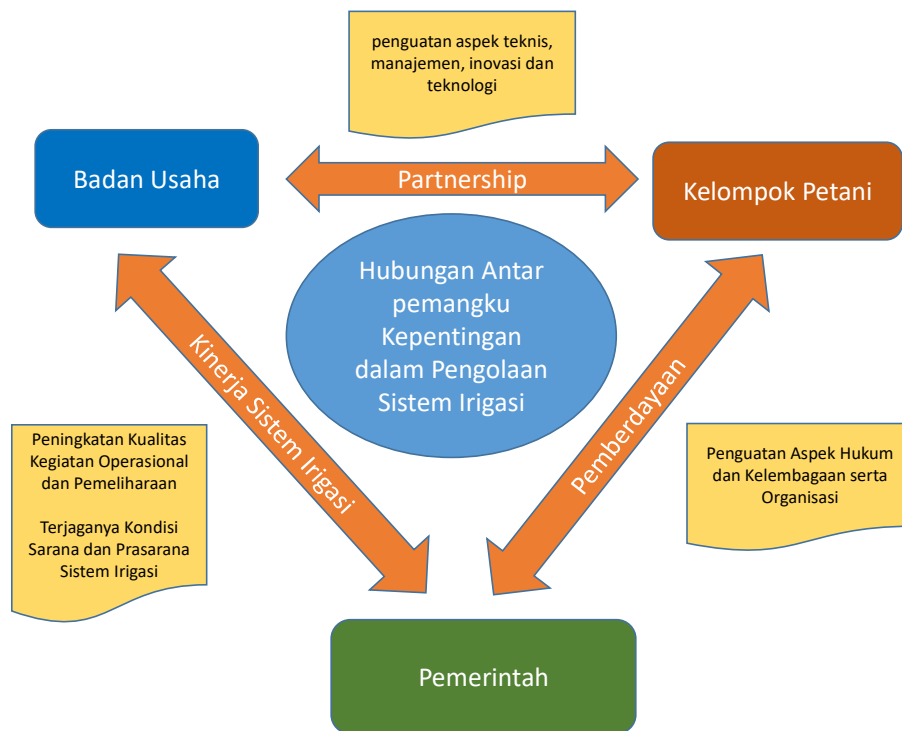 penguatan aspek teknis,
manajemen, inovasi dan
teknologi
Badan Usaha
Partnership
Kelompok Petani
Hubungan Antar
pemangku
Kepentingan
dalam Pengolaan
Sistem Irigasi
Kinerja Sistem Irigasi
Pemberdayaan
Peningkatan Kualitas
Kegiatan Operasional
dan Pemeliharaan
Terjaganya Kondisi
Sarana dan Prasarana
Sistem Irigasi
Penguatan Aspek Hukum
dan Kelembagaan serta
Organisasi
Pemerintah